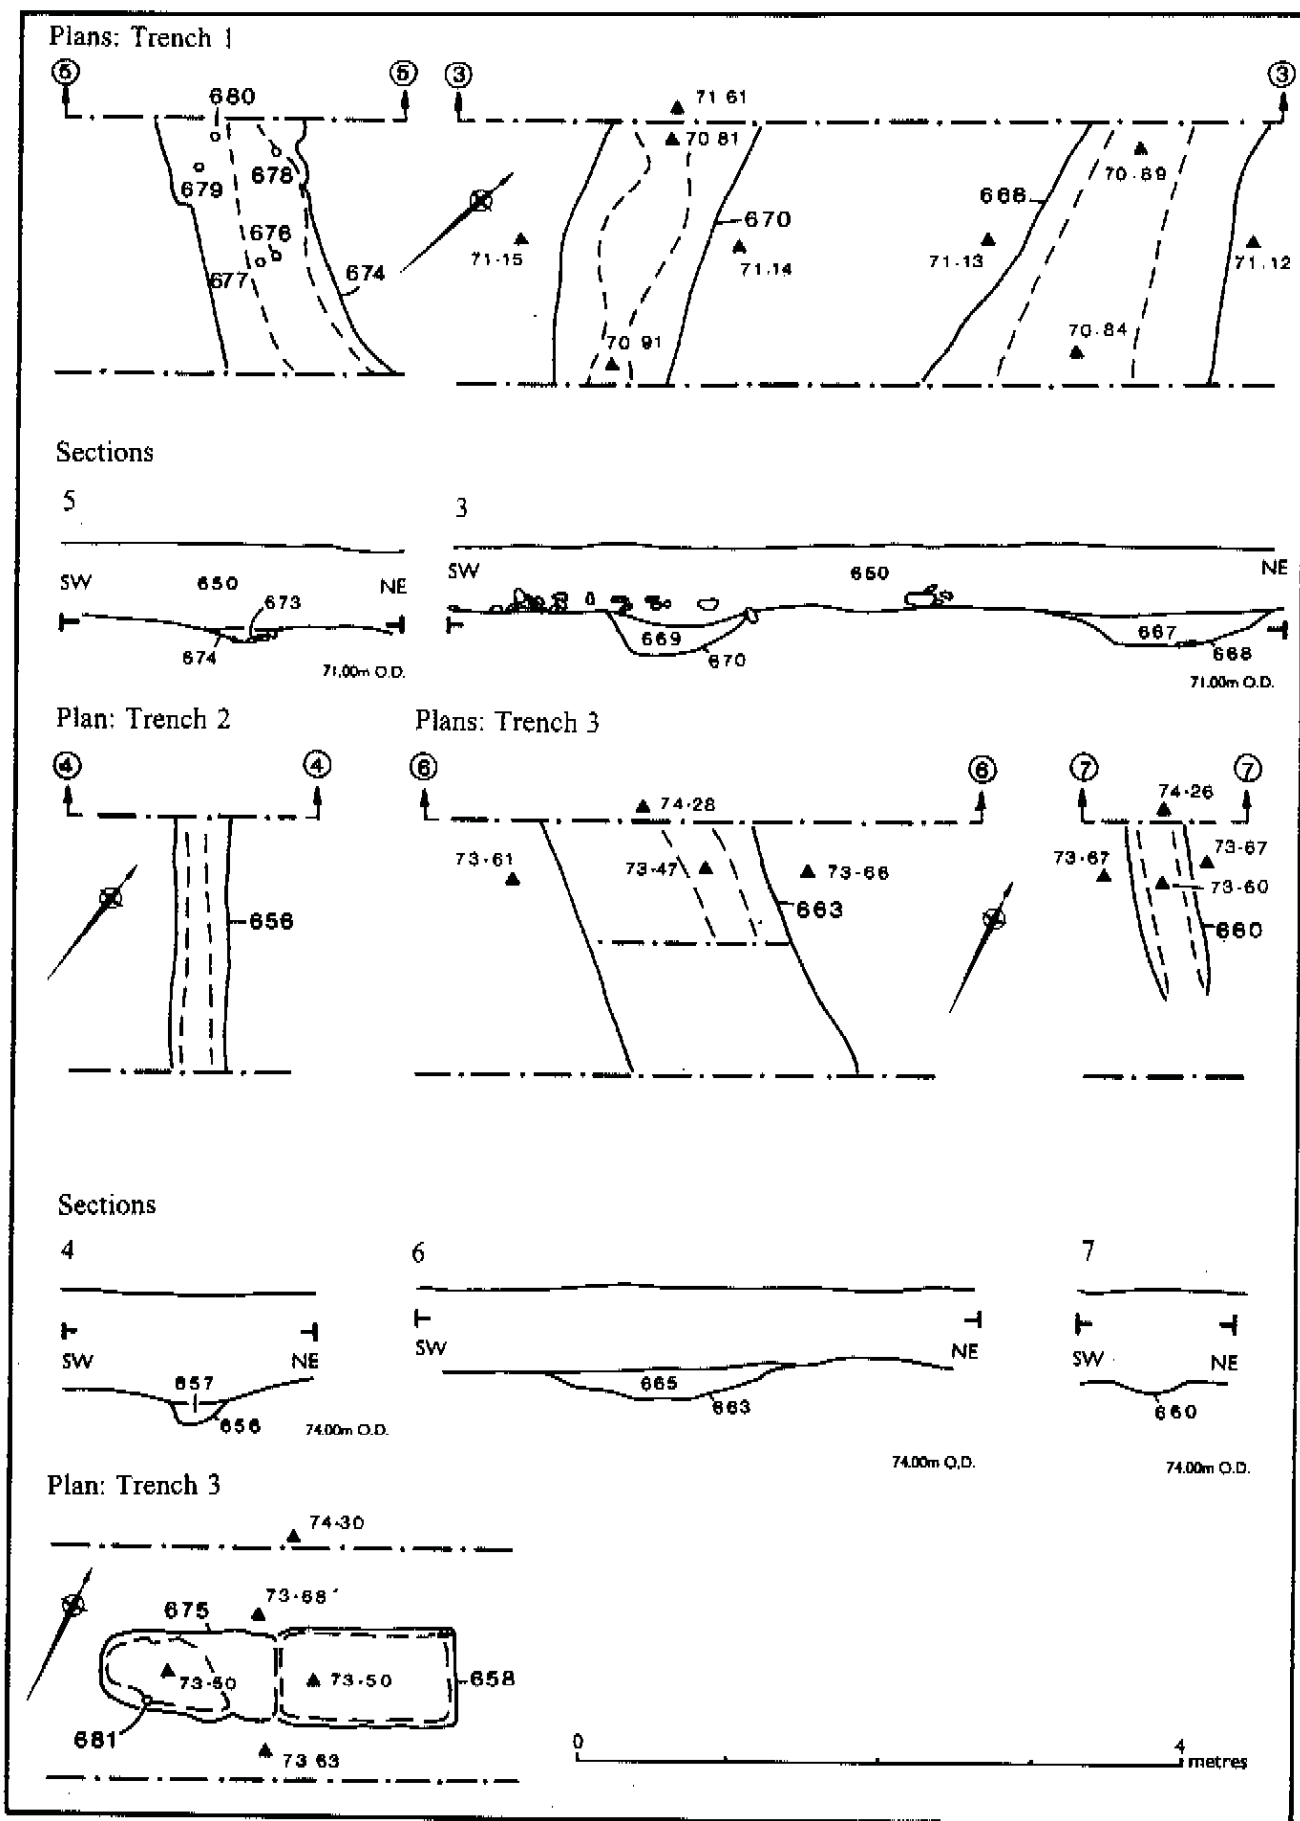 Plans: Trench 1
5 5 3 3
680
71 61
70 81
679
678
70·89
668
670
676
71·15
71·14
71·13
71.12
677
674
70·84
70 91
Sections
5
3
SW 650 NE
SW 650 NE
673
669
667
674
670
668
71.00m O.D.
71.00m O.D.
Plan: Trench 2
Plans: Trench 3
4 4 6 6 7 7
74·28
74·26
73·61
73·47
73·66
73·67
73·67
73·60
656
663
660
Sections
4
6
7
SW NE
SW NE
SW NE
657
665
656
663
660
74.00m O.D.
74.00m O.D.
74.00m O.D.
Plan: Trench 3
74·30
73·68
675
73·50
73·50
658
681
73 63
0 4
metres